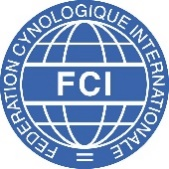 FEDERATION CYNOLOGIQUE INTERNATIONALE
FCI